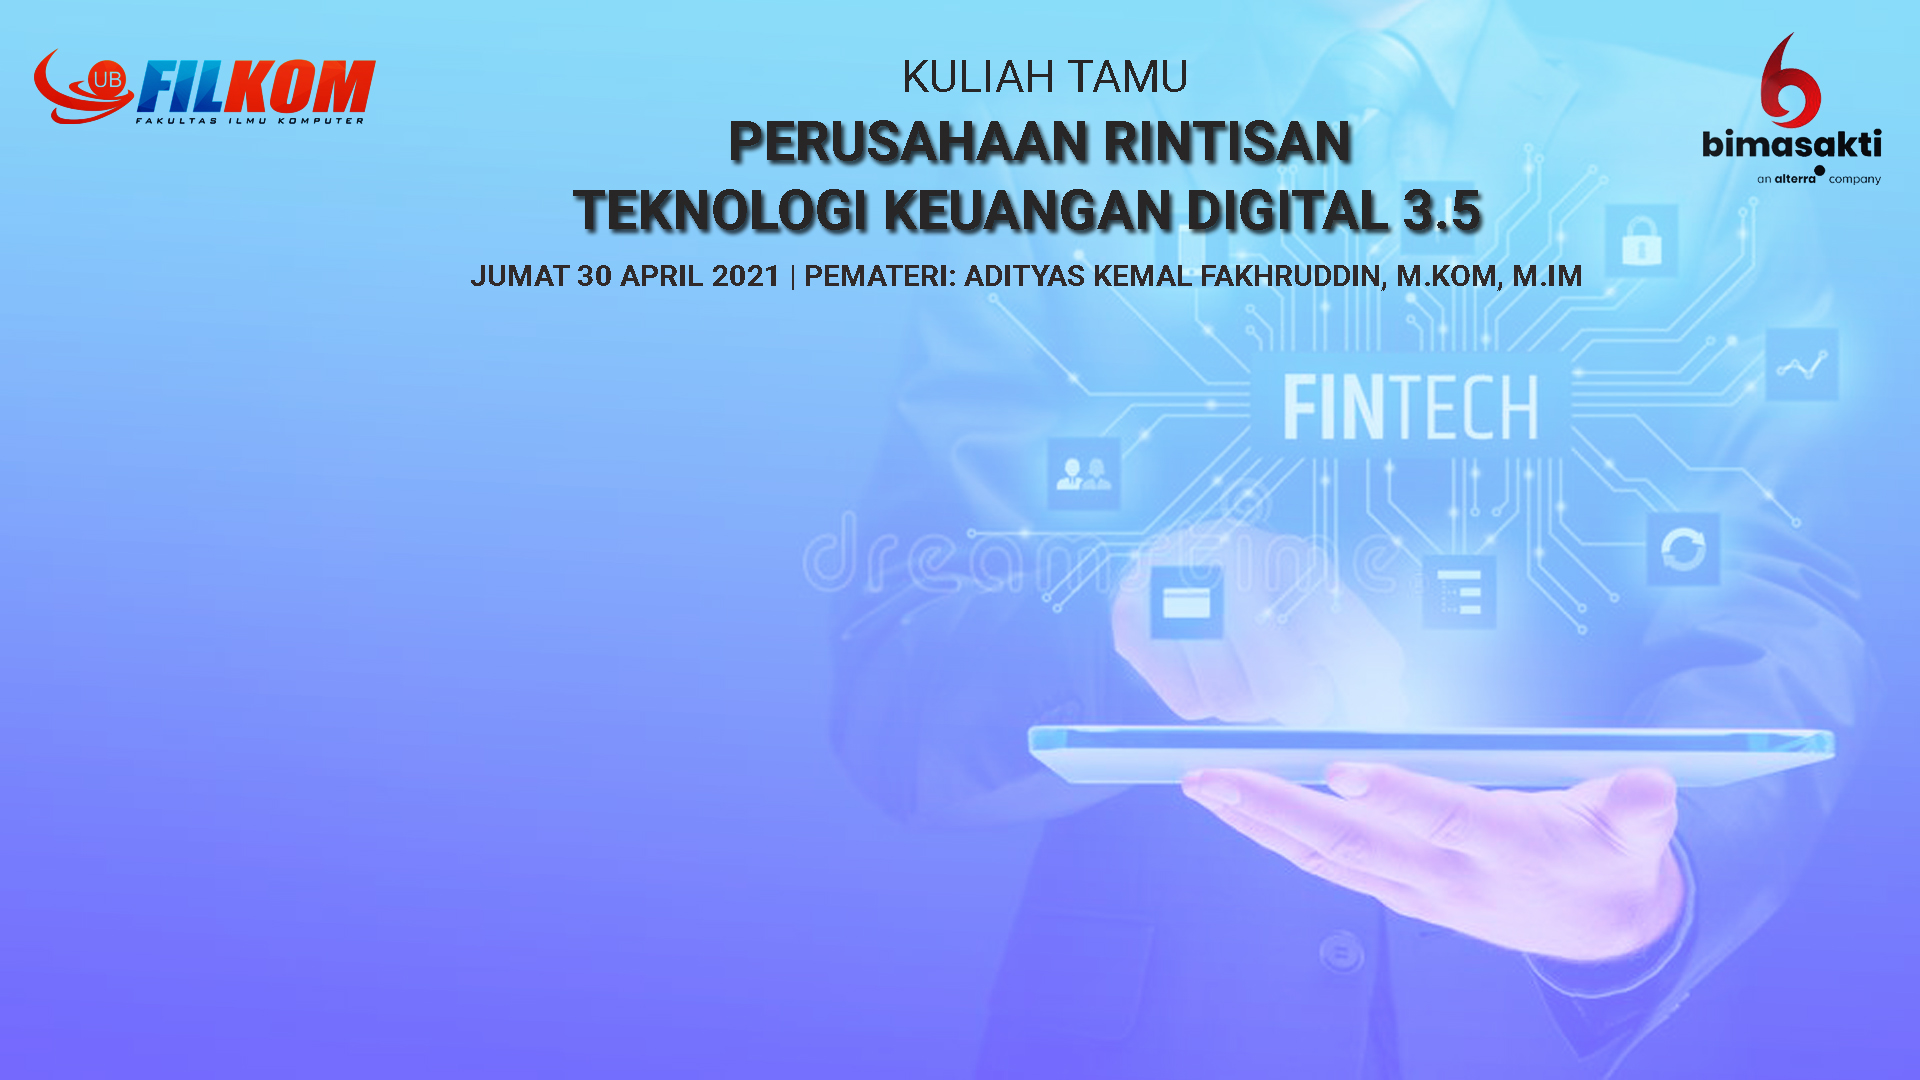 UB FILKOM
FAKULTAS ILMU KOMPUTER
KULIAH TAMU
PERUSAHAAN RINTISAN
TEKNOLOGI KEUANGAN DIGITAL 3.5
JUMAT 30 APRIL 2021 | PEMATERI: ADITYAS KEMAL FAKHRUDDIN, M.KOM, M.IM
bimasakti
an alterra company
FINTECH
dreamstime